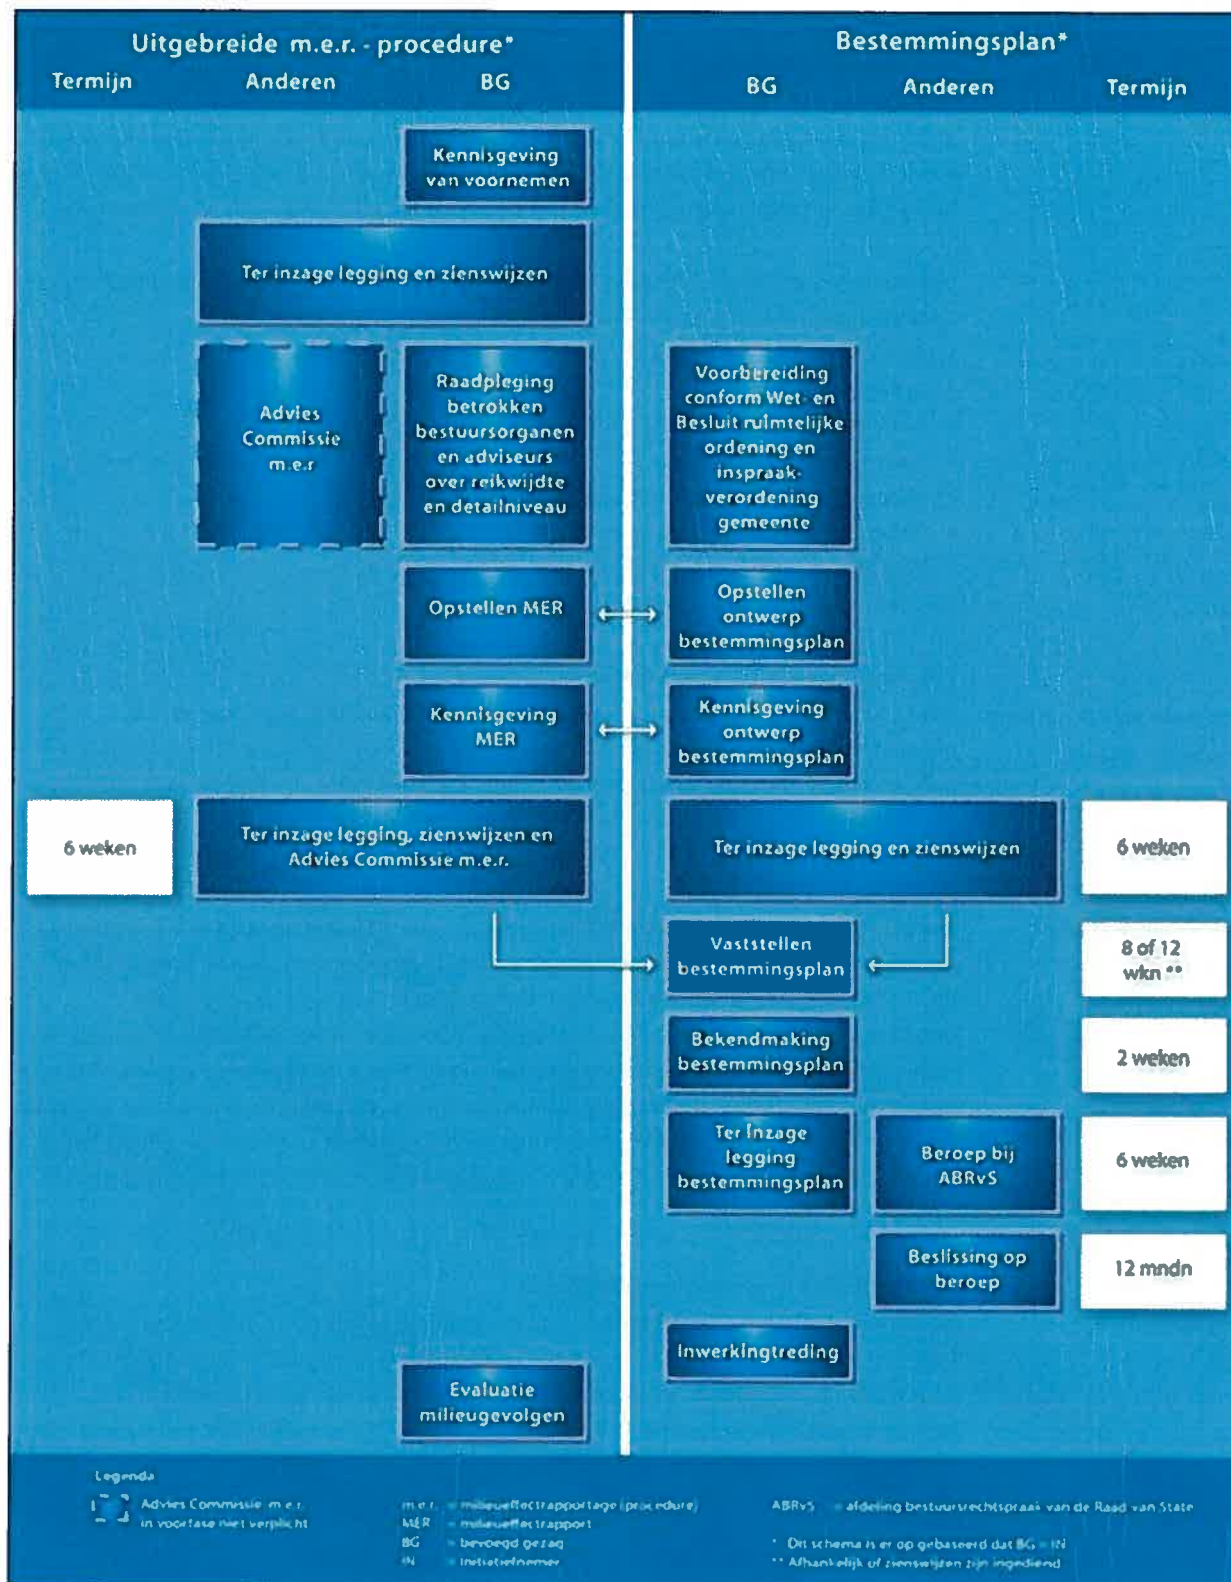 Uitgebreide m.e.r. - procedure*
Termijn
Anderen
BG
Bestemmingsplan*
BG
Anderen
Termijn
Kennisgeving
van voornemen
Ter inzage legging en zienswijzen
Advies
Commissie
m.e.r
Raadpleging
betrokken
bestuursorganen
en adviseurs
over reikwijdte
en detailniveau
Voorbereiding
conform Wet- en
Besluit ruimtelijke
ordening en
inspraak-
verordening
gemeente
Opstellen MER
Opstellen
ontwerp
bestemmingsplan
Kennisgeving
MER
Kennisgeving
ontwerp
bestemmingsplan
6 weken
Ter inzage legging, zienswijzen en
Advies Commissie m.e.r.
Ter inzage legging en zienswijzen
6 weken
Vaststellen
bestemmingsplan
8 of 12
wkn **
Bekendmaking
bestemmingsplan
2 weken
Ter Inzage
legging
bestemmingsplan
Beroep bij
ABRvS
6 weken
Beslissing op
beroep
12 mndn
Inwerkingtreding
Evaluatie
milieugevolgen
Legenda
Advies Commissie m.e.r.
in voorfase niet verplicht
m.e.r. = milieueffectrapportage (procedure)
MER = milieueffectrapport
BG = bevoegd gezag
IN = Initiatiefnemer
ABRvS = afdeling bestuursrechtspraak van de Raad van State
* Dit schema is er op gebaseerd dat BG = IN
** Afhankelijk of zienswijzen zijn ingediend